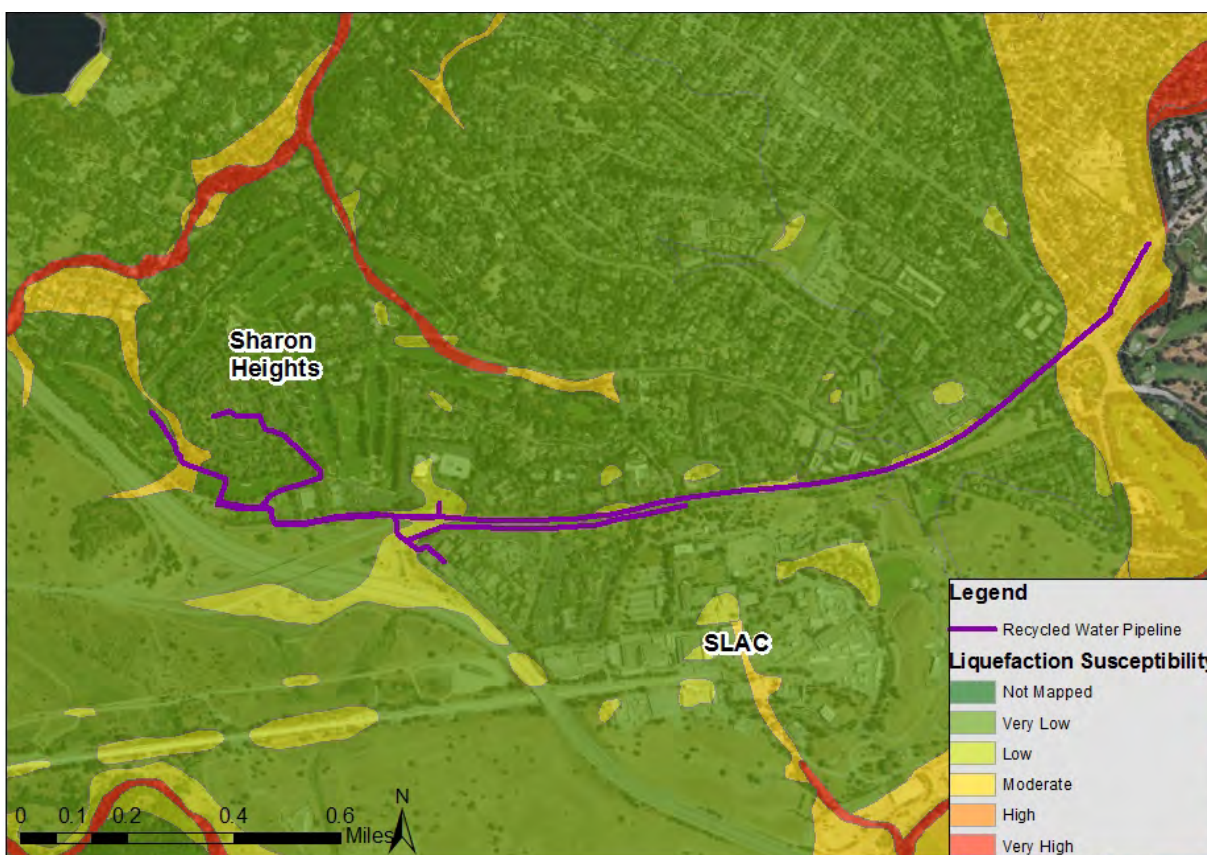 Sharon
Heights
SLAC
Legend
Recycled Water Pipeline
Liquefaction Susceptibility
Not Mapped
Very Low
Low
Moderate
High
Very High
N
0 0.1 0.2 0.4 0.6
Miles